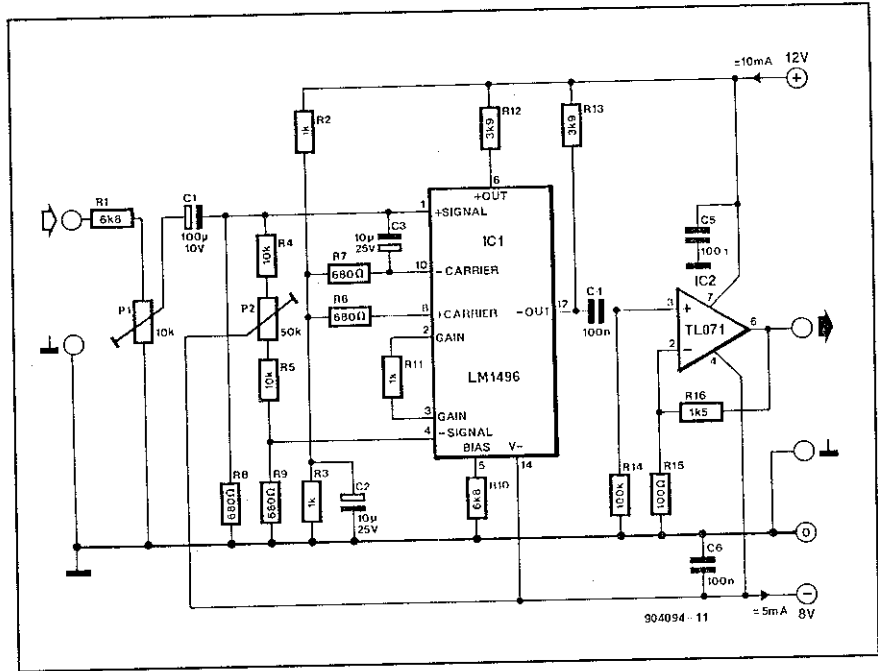 ≈10mA
12V
R2
1k
R12
3k9
R13
3k9
6
+OUT
R1
6k8
C1
100µ
10V
1
+SIGNAL
IC1
C3
10µ
25V
R4
10k
R7
680Ω
10
-CARRIER
C5
100n
IC2
P1
10k
P2
50k
R6
680Ω
8
+CARRIER
-OUT
17
C4
100n
3
+
7
TL071
6
2
-
4
2
GAIN
R5
10k
R11
1k
LM1496
3
GAIN
R16
1k5
4
-SIGNAL
BIAS
V-
5
14
R8
680Ω
R9
680Ω
R3
1k
C2
10µ
25V
R10
6k8
R14
100k
R15
100Ω
0
C6
100n
904094-11
≈5mA
8V